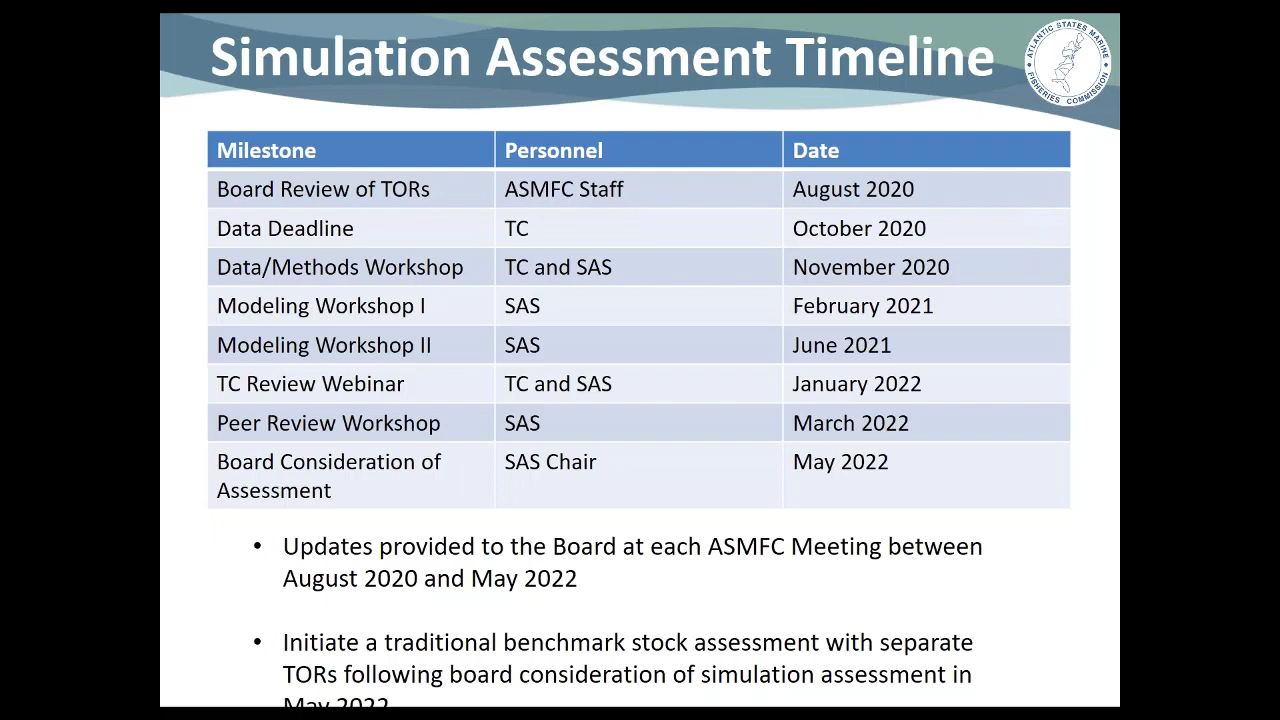 Simulation Assessment Timeline
ATLANTIC STATES MARINE FISHERIES COMMISSION
Milestone Personnel Date
Board Review of TORs ASMFC Staff August 2020
Data Deadline TC October 2020
Data/Methods Workshop TC and SAS November 2020
Modeling Workshop I SAS February 2021
Modeling Workshop II SAS June 2021
TC Review Webinar TC and SAS January 2022
Peer Review Workshop SAS March 2022
Board Consideration of SAS Chair May 2022
Assessment
• Updates provided to the Board at each ASMFC Meeting between
August 2020 and May 2022
• Initiate a traditional benchmark stock assessment with separate
TORs following board consideration of simulation assessment in
May 2022